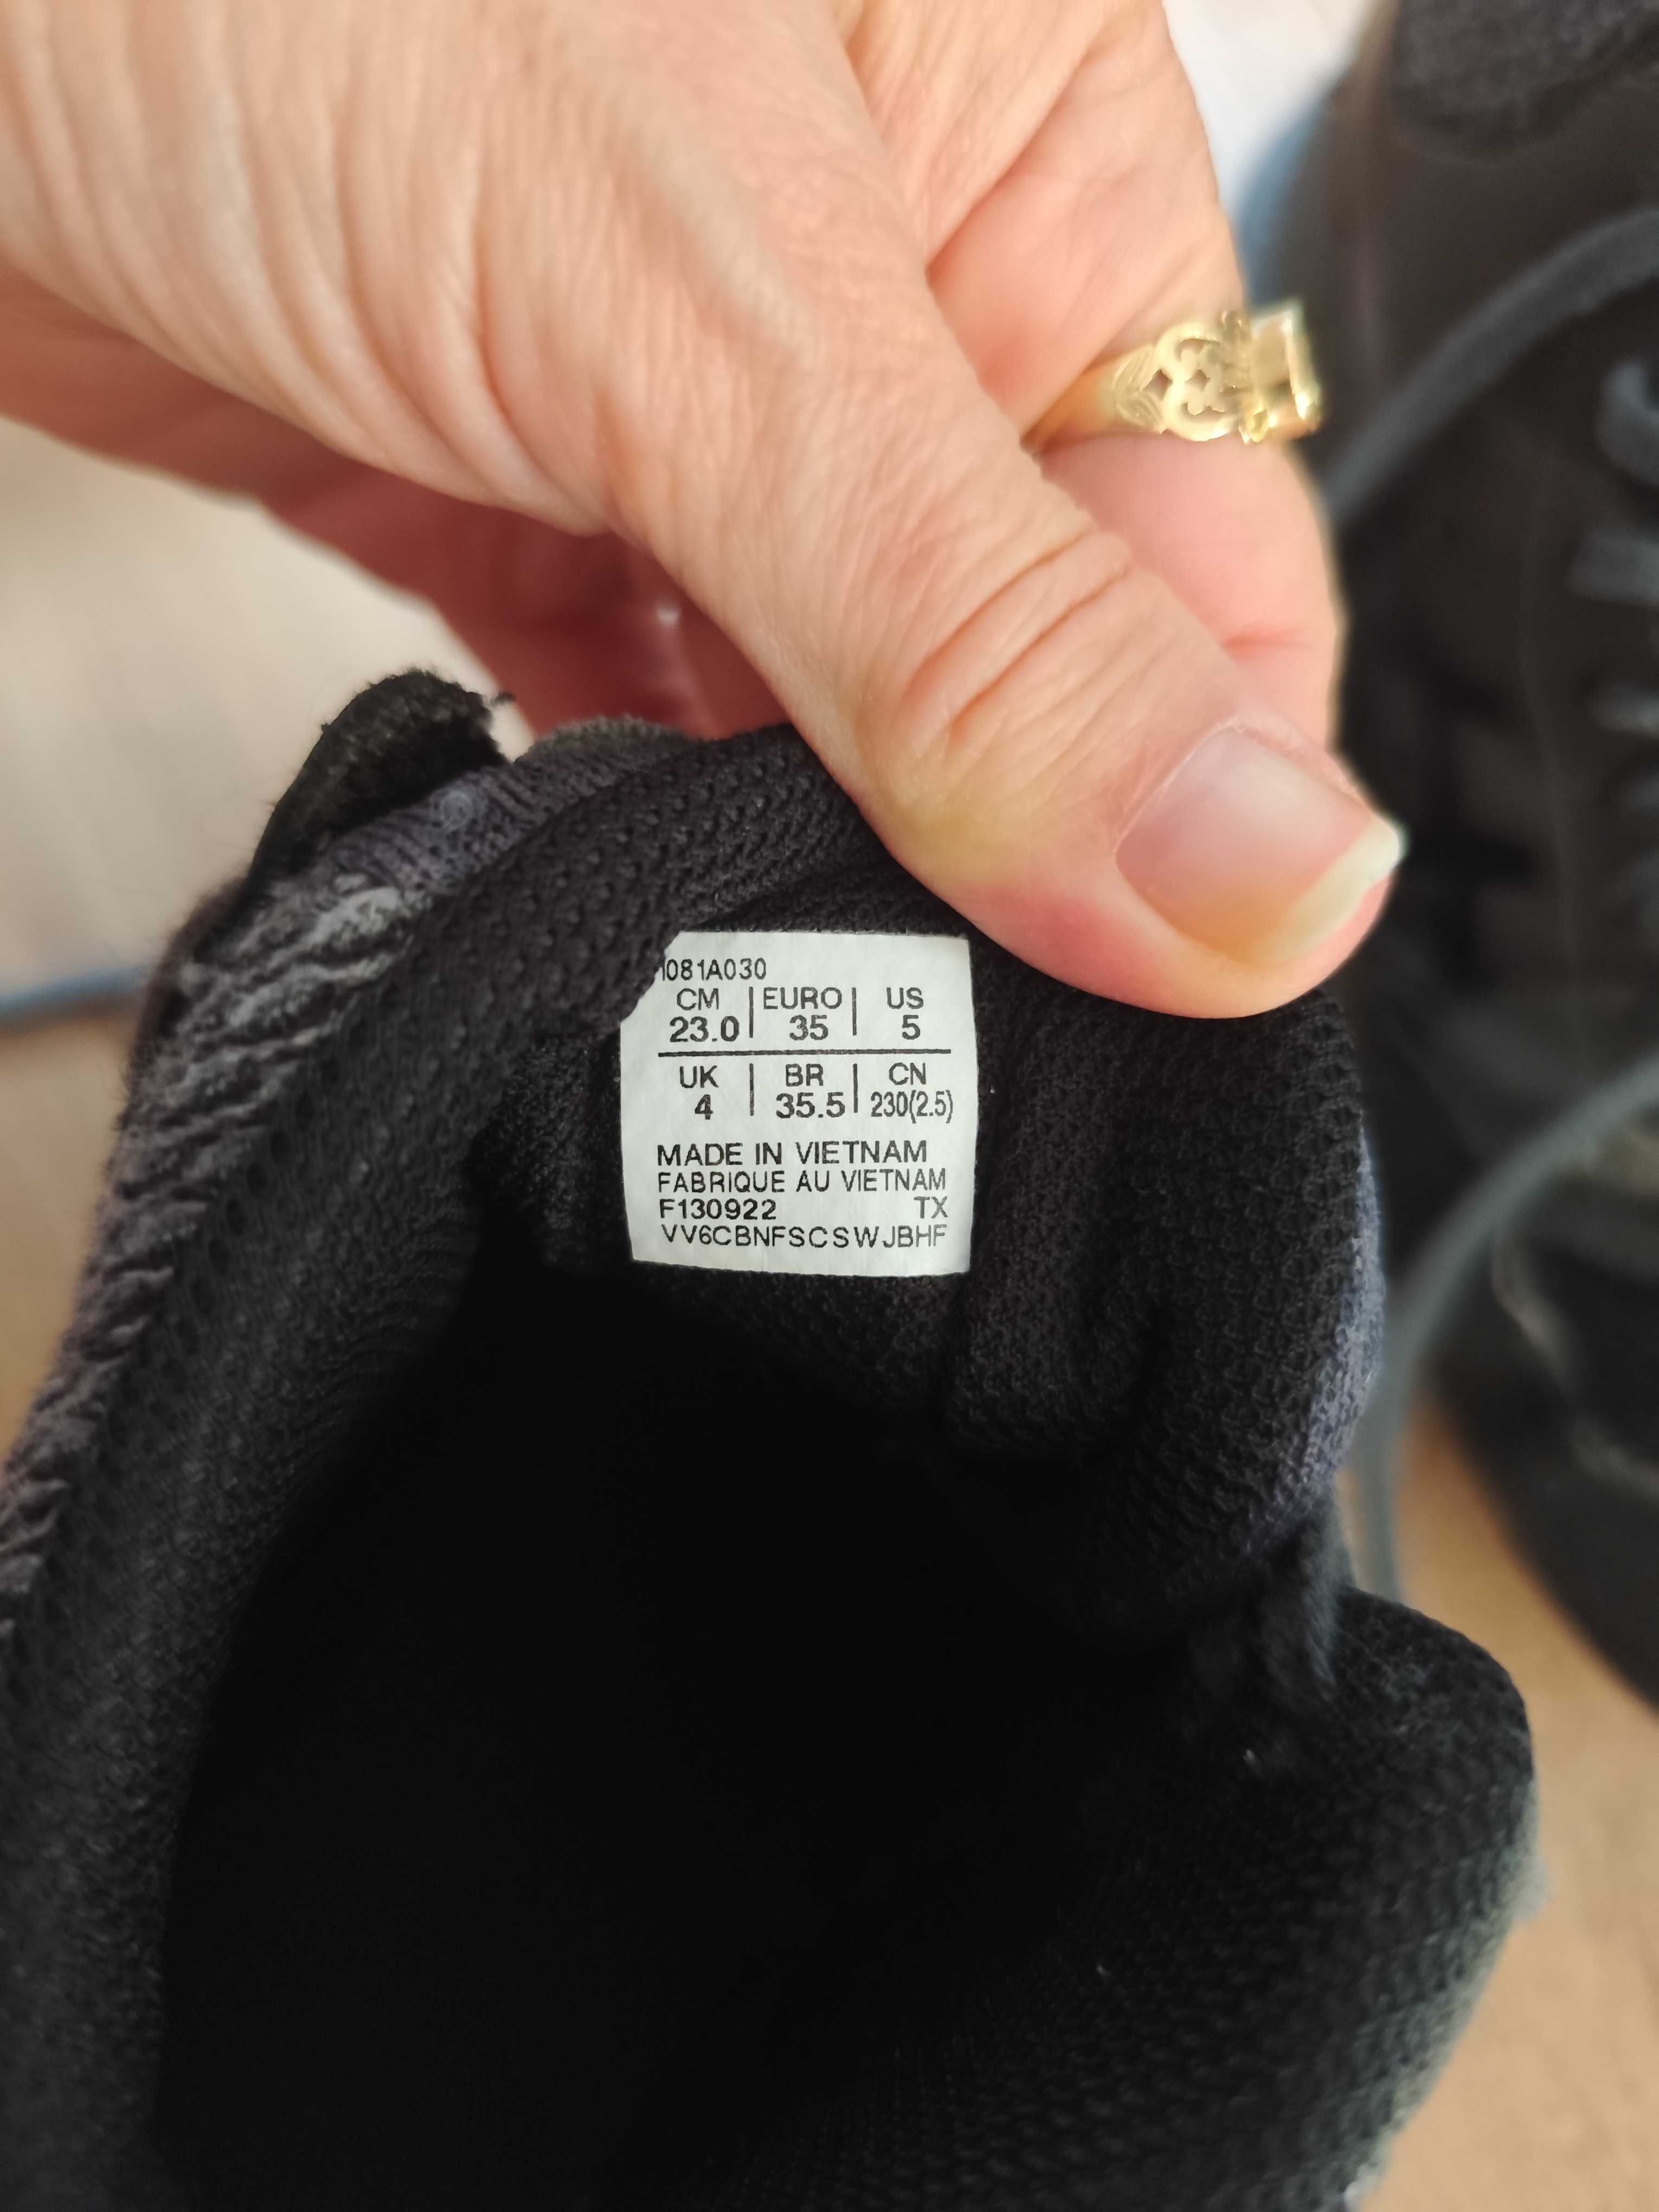 1081A030
CM | EURO | US
23.0 | 35 | 5
UK | BR | CN
4 | 35.5 | 230(2.5)
MADE IN VIETNAM
FABRIQUE AU VIETNAM
F130922 TX
VV6CBNFSCSWJBHF